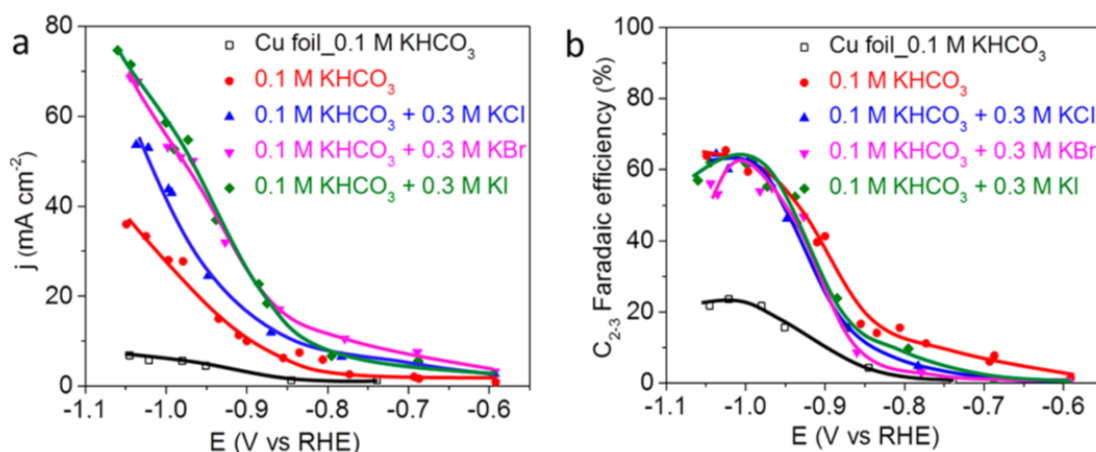 a
80
60
40
20
0
j (mA cm⁻²)
-1.1 -1.0 -0.9 -0.8 -0.7 -0.6
E (V vs RHE)
Cu foil_0.1 M KHCO₃
0.1 M KHCO₃
0.1 M KHCO₃ + 0.3 M KCl
0.1 M KHCO₃ + 0.3 M KBr
0.1 M KHCO₃ + 0.3 M KI
b
100
80
60
40
20
0
C₂₋₃ Faradaic efficiency (%)
-1.1 -1.0 -0.9 -0.8 -0.7 -0.6
E (V vs RHE)
Cu foil_0.1 M KHCO₃
0.1 M KHCO₃
0.1 M KHCO₃ + 0.3 M KCl
0.1 M KHCO₃ + 0.3 M KBr
0.1 M KHCO₃ + 0.3 M KI